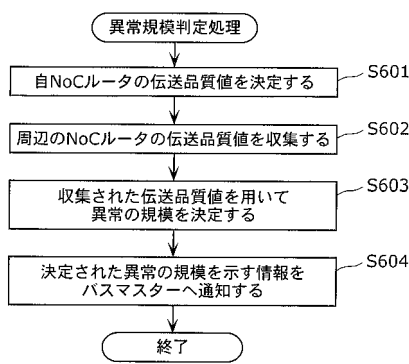 異常規模判定処理
自NoCルータの伝送品質値を決定する
S601
周辺のNoCルータの伝送品質値を収集する
S602
収集された伝送品質値を用いて
異常の規模を決定する
S603
決定された異常の規模を示す情報を
バスマスターへ通知する
S604
終了